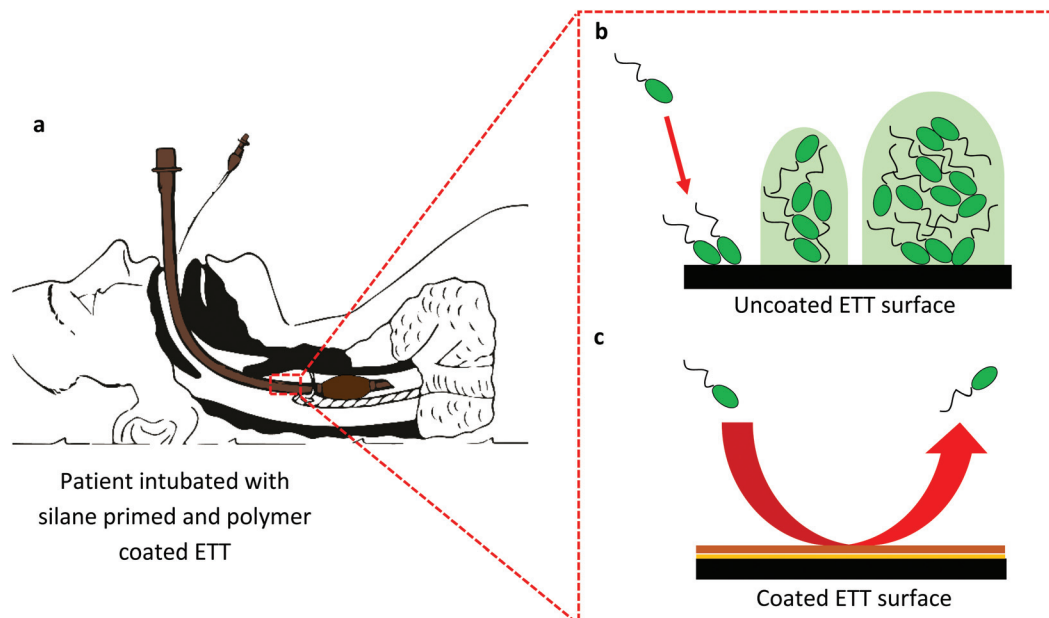 a
Patient intubated with
silane primed and polymer
coated ETT
b
Uncoated ETT surface
c
Coated ETT surface